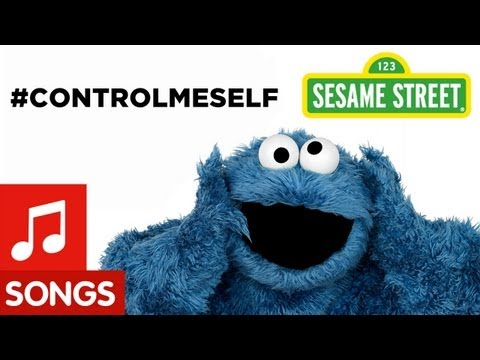 #CONTROLMESELF
123
SESAME STREET
SONGS